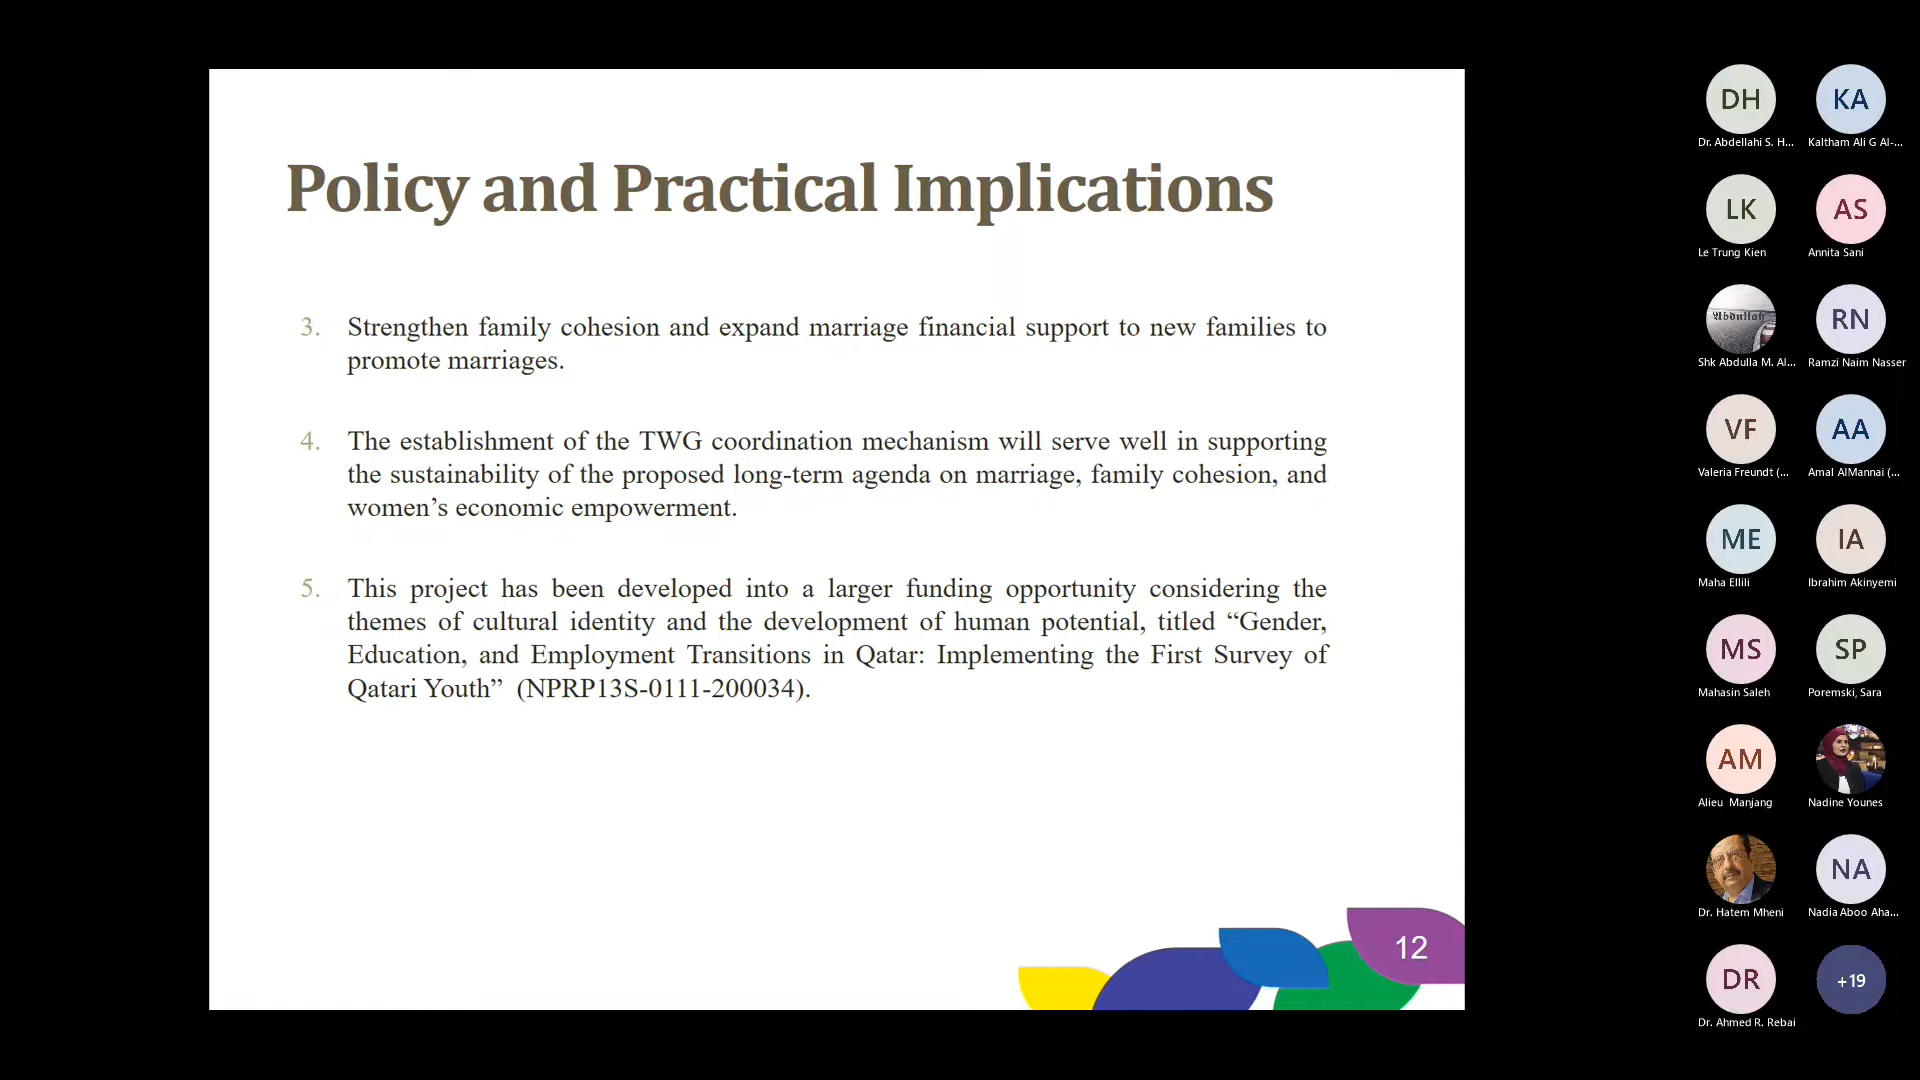 Policy and Practical Implications
3. Strengthen family cohesion and expand marriage financial support to new families to
promote marriages.
4. The establishment of the TWG coordination mechanism will serve well in supporting
the sustainability of the proposed long-term agenda on marriage, family cohesion, and
women’s economic empowerment.
5. This project has been developed into a larger funding opportunity considering the
themes of cultural identity and the development of human potential, titled “Gender,
Education, and Employment Transitions in Qatar: Implementing the First Survey of
Qatari Youth” (NPRP13S-0111-200034).
12
DH
Dr. Abdellahi S. H...
KA
Kaltham Ali G Al-...
LK
Le Trung Kien
AS
Annita Sani
Abdullah
Shk Abdulla M. Al...
RN
Ramzi Naim Nasser
VF
Valeria Freundt (...
AA
Amal AlMannai (...
ME
Maha Ellili
IA
Ibrahim Akinyemi
MS
Mahasin Saleh
SP
Poremski, Sara
AM
Alieu Manjang
Nadine Younes
Dr. Hatem Mheni
NA
Nadia Aboo Aha...
DR
Dr. Ahmed R. Rebai
+19